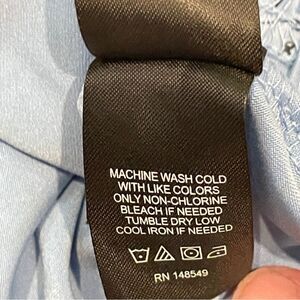 MACHINE WASH COLD
WITH LIKE COLORS
ONLY NON-CHLORINE
BLEACH IF NEEDED
TUMBLE DRY LOW
COOL IRON IF NEEDED
RN 148549